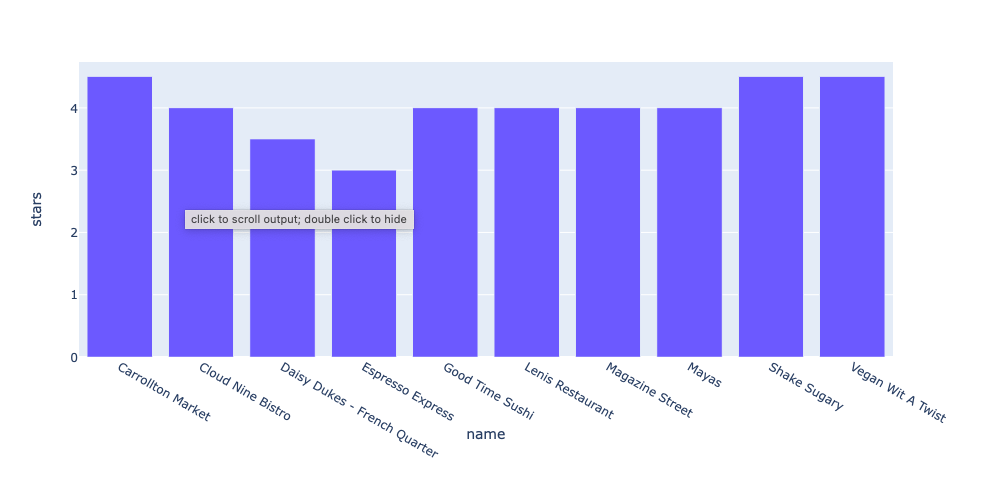 stars
4
3
2
1
0
click to scroll output; double click to hide
Carrollton Market
Cloud Nine Bistro
Daisy Dukes - French Quarter
Espresso Express
Good Time Sushi
Lenis Restaurant
Magazine Street
Mayas
Shake Sugary
Vegan Wit A Twist
name